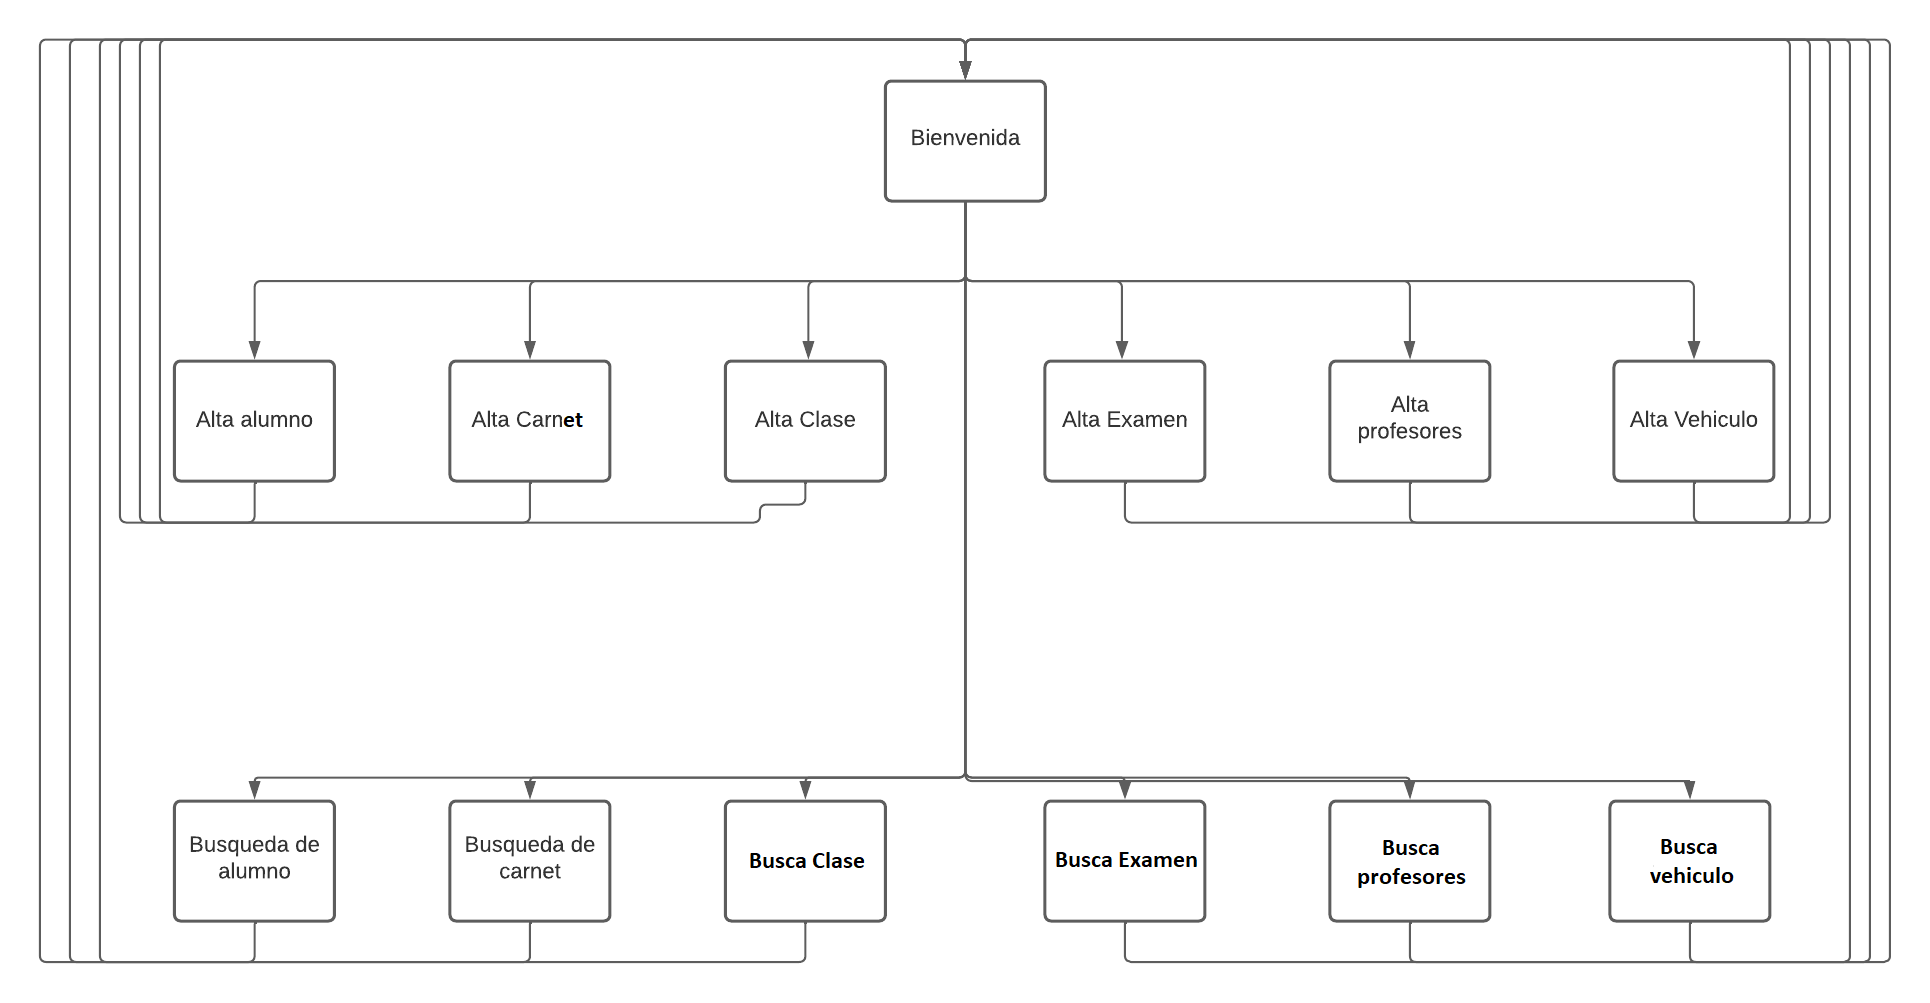 Bienvenida
Alta alumno
Alta Carnet
Alta Clase
Alta Examen
Alta
profesores
Alta Vehiculo
Busqueda de
alumno
Busqueda de
carnet
Busca Clase
Busca Examen
Busca
profesores
Busca
vehiculo